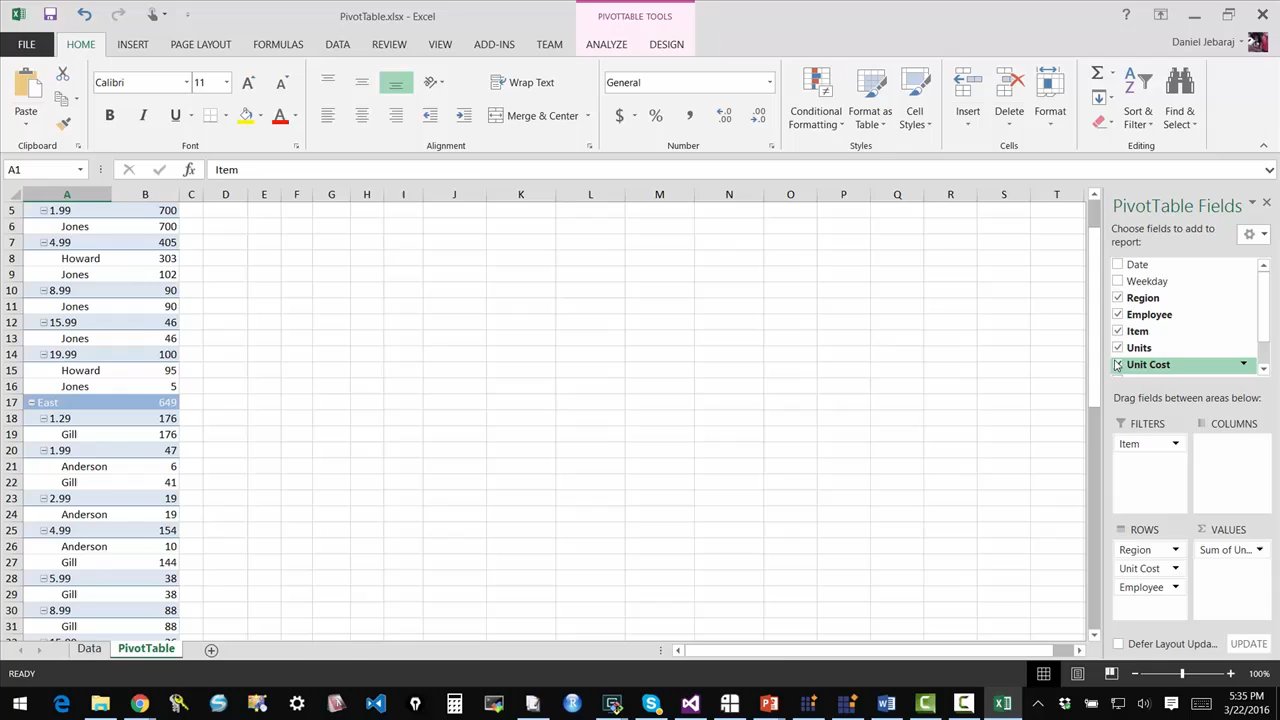 PivotTable.xlsx - Excel
PIVOTTABLE TOOLS
?
FILE HOME INSERT PAGE LAYOUT FORMULAS DATA REVIEW VIEW ADD-INS TEAM ANALYZE DESIGN
Daniel Jebaraj
Calibri 11
Wrap Text
General
Paste
B I U A
Merge & Center
$ % ,
Conditional Formatting
Format as Table
Cell Styles
Insert Delete Format
Sort & Filter
Find & Select
Clipboard Font Alignment Number Styles Cells Editing
A1 fx Item
A B C D E F G H I J K L M N O P Q R S T
5 1.99 700
6 Jones 700
7 4.99 405
8 Howard 303
9 Jones 102
10 8.99 90
11 Jones 90
12 15.99 46
13 Jones 46
14 19.99 100
15 Howard 95
16 Jones 5
17 East 649
18 1.29 176
19 Gill 176
20 1.99 47
21 Anderson 6
22 Gill 41
23 2.99 19
24 Anderson 19
25 4.99 154
26 Anderson 10
27 Gill 144
28 5.99 38
29 Gill 38
30 8.99 88
31 Gill 88
PivotTable Fields
Choose fields to add to
report:
Date
Weekday
Region
Employee
Item
Units
Unit Cost
Drag fields between areas below:
FILTERS COLUMNS
Item
ROWS VALUES
Region Sum of Un...
Unit Cost
Employee
Defer Layout Upda... UPDATE
Data PivotTable
READY
100%
5:35 PM
3/22/2016